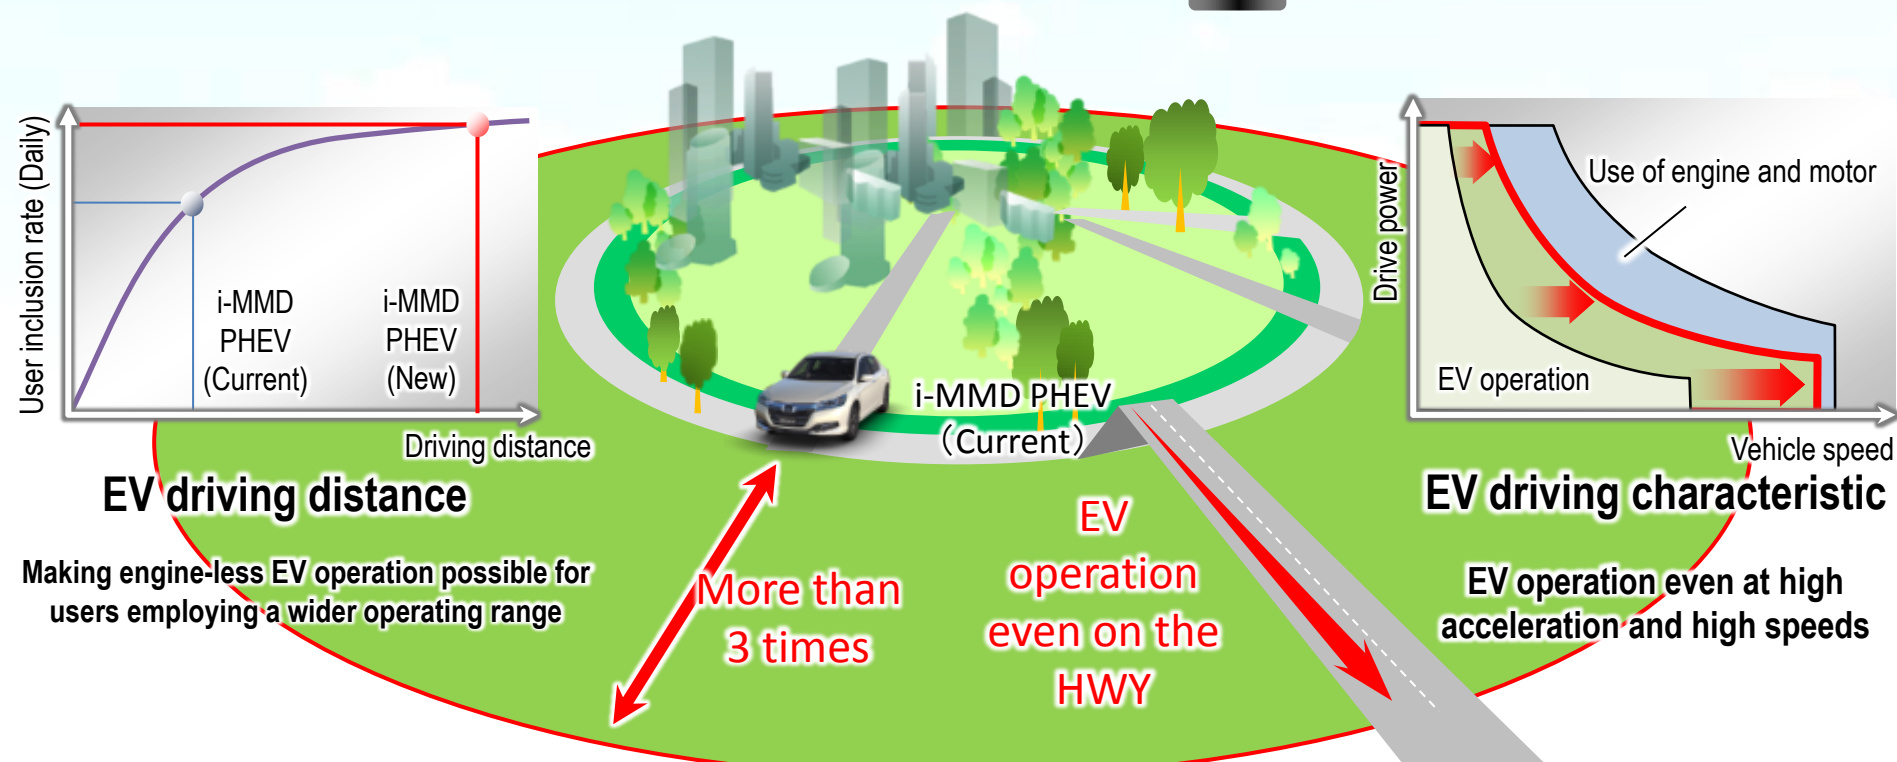 User inclusion rate (Daily)
i-MMD
PHEV
(Current)
i-MMD
PHEV
(New)
Driving distance
EV driving distance
Making engine-less EV operation possible for
users employing a wider operating range
i-MMD PHEV
(Current)
More than
3 times
EV
operation
even on the
HWY
Drive power
Use of engine and motor
EV operation
Vehicle speed
EV driving characteristic
EV operation even at high
acceleration and high speeds